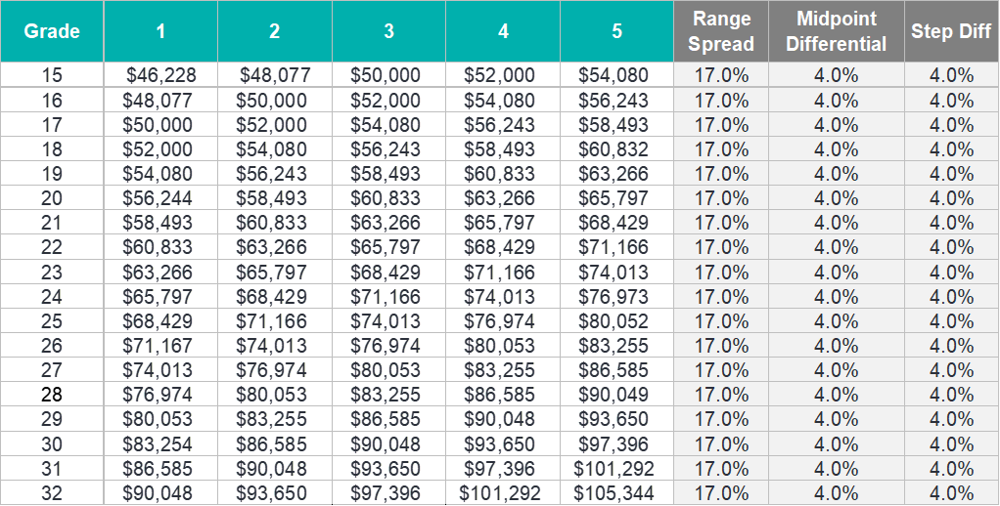 Grade 1 2 3 4 5 Range Spread Midpoint Differential Step Diff
15 $46,228 $48,077 $50,000 $52,000 $54,080 17.0% 4.0% 4.0%
16 $48,077 $50,000 $52,000 $54,080 $56,243 17.0% 4.0% 4.0%
17 $50,000 $52,000 $54,080 $56,243 $58,493 17.0% 4.0% 4.0%
18 $52,000 $54,080 $56,243 $58,493 $60,832 17.0% 4.0% 4.0%
19 $54,080 $56,243 $58,493 $60,833 $63,266 17.0% 4.0% 4.0%
20 $56,244 $58,493 $60,833 $63,266 $65,797 17.0% 4.0% 4.0%
21 $58,493 $60,833 $63,266 $65,797 $68,429 17.0% 4.0% 4.0%
22 $60,833 $63,266 $65,797 $68,429 $71,166 17.0% 4.0% 4.0%
23 $63,266 $65,797 $68,429 $71,166 $74,013 17.0% 4.0% 4.0%
24 $65,797 $68,429 $71,166 $74,013 $76,973 17.0% 4.0% 4.0%
25 $68,429 $71,166 $74,013 $76,974 $80,052 17.0% 4.0% 4.0%
26 $71,167 $74,013 $76,974 $80,053 $83,255 17.0% 4.0% 4.0%
27 $74,013 $76,974 $80,053 $83,255 $86,585 17.0% 4.0% 4.0%
28 $76,974 $80,053 $83,255 $86,585 $90,049 17.0% 4.0% 4.0%
29 $80,053 $83,255 $86,585 $90,048 $93,650 17.0% 4.0% 4.0%
30 $83,254 $86,585 $90,048 $93,650 $97,396 17.0% 4.0% 4.0%
31 $86,585 $90,048 $93,650 $97,396 $101,292 17.0% 4.0% 4.0%
32 $90,048 $93,650 $97,396 $101,292 $105,344 17.0% 4.0% 4.0%